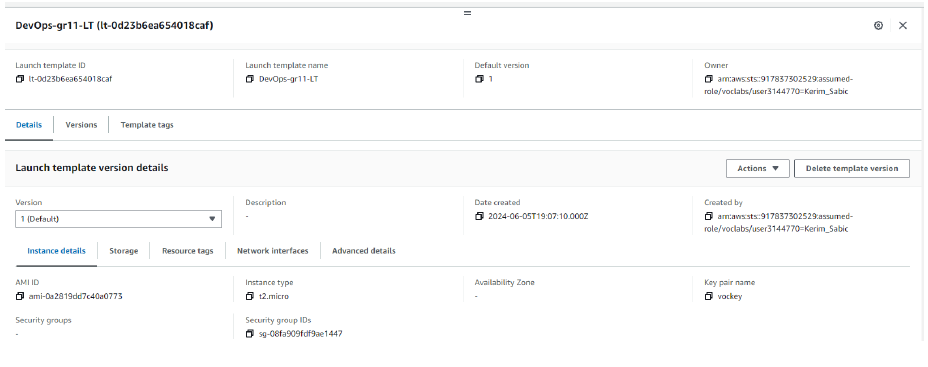 DevOps-gr11-LT (lt-0d23b6ea654018caf)
Launch template ID
lt-0d23b6ea654018caf
Launch template name
DevOps-gr11-LT
Default version
1
Owner
arn:aws:sts::917837302529:assumed-
role/voclabs/user3144770=Kerim_Sabic
Details
Versions
Template tags
Launch template version details
Actions
Delete template version
Version
1 (Default)
Description
-
Date created
2024-06-05T19:07:10.000Z
Created by
arn:aws:sts::917837302529:assumed-
role/voclabs/user3144770=Kerim_Sabic
Instance details
Storage
Resource tags
Network interfaces
Advanced details
AMI ID
ami-0a2819dd7c40a0773
Instance type
t2.micro
Availability Zone
-
Key pair name
vockey
Security groups
-
Security group IDs
sg-08fa909fdf9ae1447